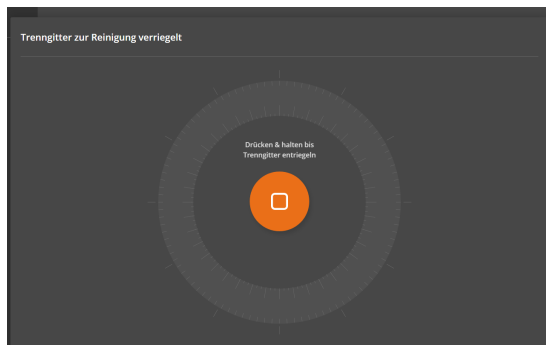 Trenngitter zur Reinigung verriegelt
Drücken & halten bis
Trenngitter entriegeln